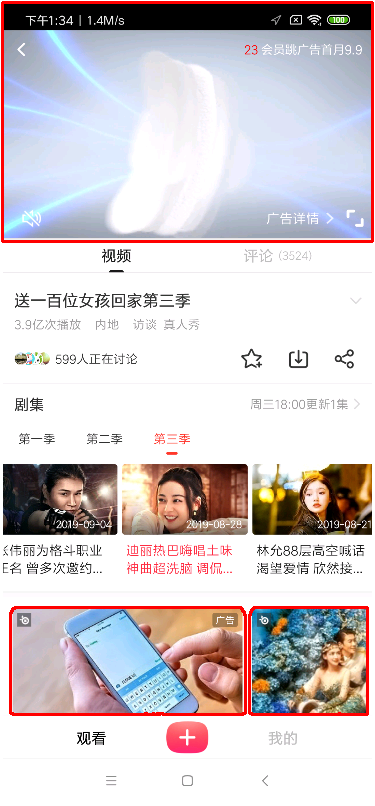 下午1:34 | 1.4M/s
100
23 会员跳广告首月9.9
广告详情
视频
评论 (3524)
送一百位女孩回家第三季
3.9亿次播放 内地 访谈 真人秀
599人正在讨论
剧集
周三18:00更新1集
第一季 第二季 第三季
2019-09-04
2019-08-28
2019-08-21
张伟丽为格斗职业
正名 曾多次邀约...
迪丽热巴嗨唱土味
神曲超洗脑 调侃...
林允88层高空喊话
渴望爱情 欣然接...
广告
观看
我的